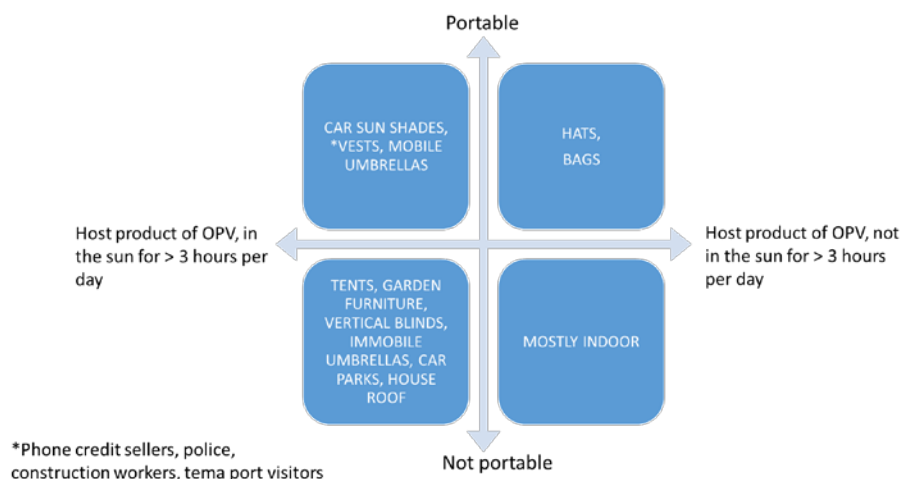 Portable
CAR SUN SHADES,
*VESTS, MOBILE
UMBRELLAS
HATS,
BAGS
Host product of OPV, in
the sun for > 3 hours per
day
Host product of OPV, not
in the sun for > 3 hours
per day
TENTS, GARDEN
FURNITURE,
VERTICAL BLINDS,
IMMOBILE
UMBRELLAS, CAR
PARKS, HOUSE
ROOF
MOSTLY INDOOR
*Phone credit sellers, police,
construction workers, tema port visitors
Not portable